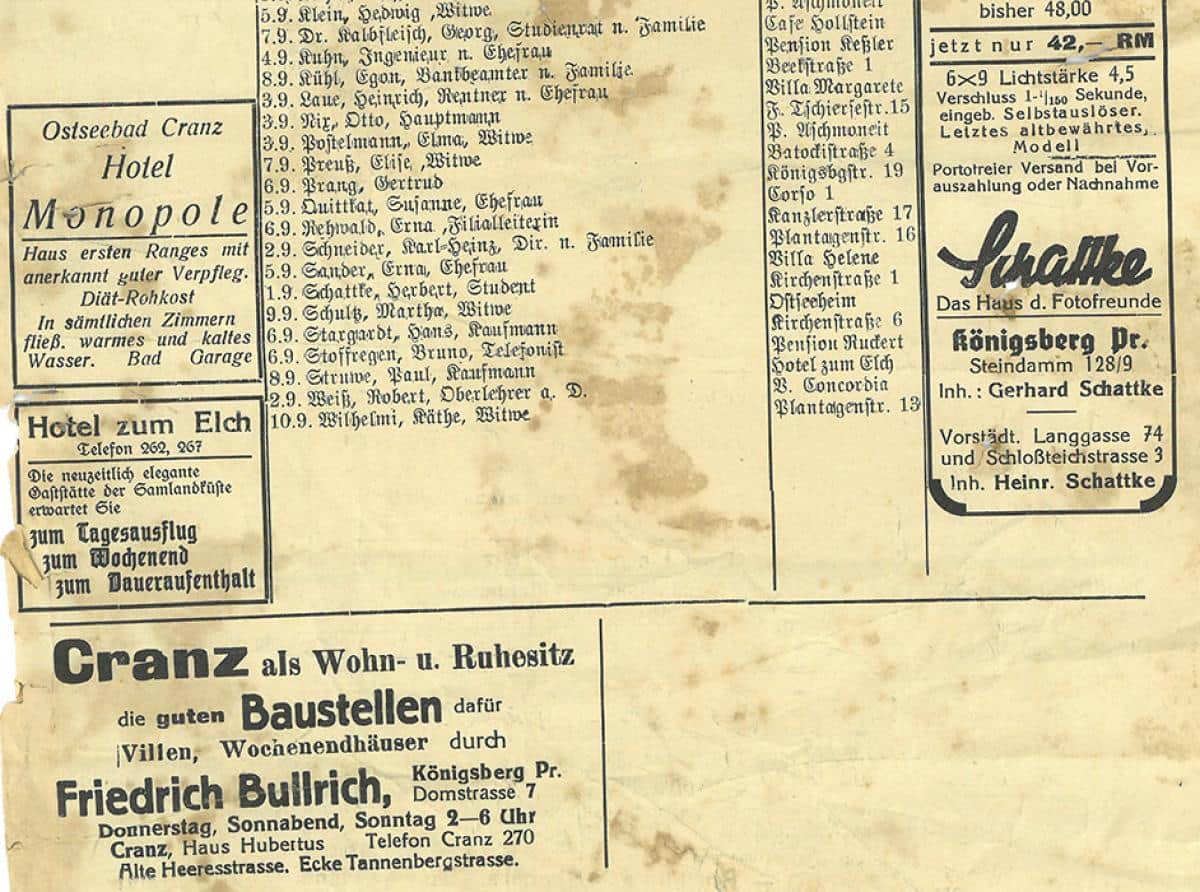 Ostseebad Cranz
Hotel
Monopole
Haus ersten Ranges mit
anerkannt guter Verpfleg.
Diät-Rohkost
In sämtlichen Zimmern
fließ. warmes und kaltes
Wasser. Bad Garage
Hotel zum Elch
Telefon 262, 267
Die neuzeitlich elegante
Gaststätte der Samlandküste
erwartet Sie
zum Tagesausflug
zum Wochenend
zum Daueraufenthalt
5.9. Klein, Hedwig ,Witwe
7.9. Dr. Kalbfleisch, Georg, Studienrat n. Familie
4.9. Kuhn, Ingenieur n. Ehefrau
8.9. Kühl, Egon, Bankbeamter n. Familie
3.9. Laue, Heinrich, Rentner n. Ehefrau
3.9. Nix, Otto, Hauptmann
3.9. Postelmann, Elma, Witwe
7.9. Preuß, Elise ,Witwe
6.9. Prang, Gertrud
5.9. Quittkat, Susanne, Ehefrau
6.9. Rehwald, Erna ,Filialleiterin
2.9. Schneider, Karl-Heinz, Dir. n. Familie
5.9. Sander, Erna, Ehefrau
1.9. Schattke, Herbert, Student
9.9. Schultz, Martha, Witwe
6.9. Stargardt, Hans, Kaufmann
6.9. Stoffregen, Bruno, Telefonist
8.9. Struwe, Paul, Kaufmann
2.9. Weiß, Robert, Oberlehrer a. D.
10.9. Wilhelmi, Käthe, Witwe
P. Aschmoneit
Cafe Hollstein
Pension Keßler
Beekstraße 1
Villa Margarete
F. Tschiersestr.15
P. Aschmoneit
Batockistraße 4
Königsbgstr. 19
Corso 1
Kanzlerstraße 17
Plantagenstr. 16
Villa Helene
Kirchenstraße 1
Ostseeheim
Kirchenstraße 6
Pension Ruckert
Hotel zum Elch
V. Concordia
Plantagenstr. 13
bisher 48,00
jetzt nur 42,— RM
6×9 Lichtstärke 4,5
Verschluss 1-1/150 Sekunde,
eingeb. Selbstauslöser.
Letztes altbewährtes,
Modell
Portofreier Versand bei Vor-
auszahlung oder Nachnahme
Schattke
Das Haus d. Fotofreunde
Königsberg Pr.
Steindamm 128/9
Inh.: Gerhard Schattke
Vorstädt. Langgasse 74
und Schloßteichstrasse 3
Inh. Heinr. Schattke
Cranz als Wohn- u. Ruhesitz
die guten Baustellen dafür
Villen, Wochenendhäuser durch
Friedrich Bullrich, Königsberg Pr.
Domstrasse 7
Donnerstag, Sonnabend, Sonntag 2—6 Uhr
Cranz, Haus Hubertus Telefon Cranz 270
Alte Heeresstrasse. Ecke Tannenbergstrasse.